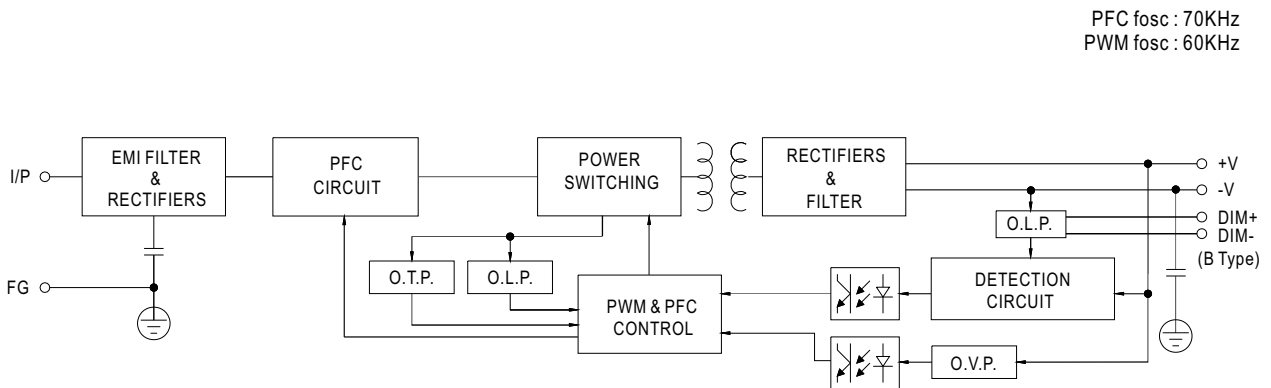 PFC fosc : 70KHz
PWM fosc : 60KHz
I/P
EMI FILTER
&
RECTIFIERS
PFC
CIRCUIT
POWER
SWITCHING
RECTIFIERS
&
FILTER
+V
-V
DIM+
DIM-
(B Type)
O.L.P.
O.T.P.
O.L.P.
DETECTION
CIRCUIT
FG
PWM & PFC
CONTROL
O.V.P.